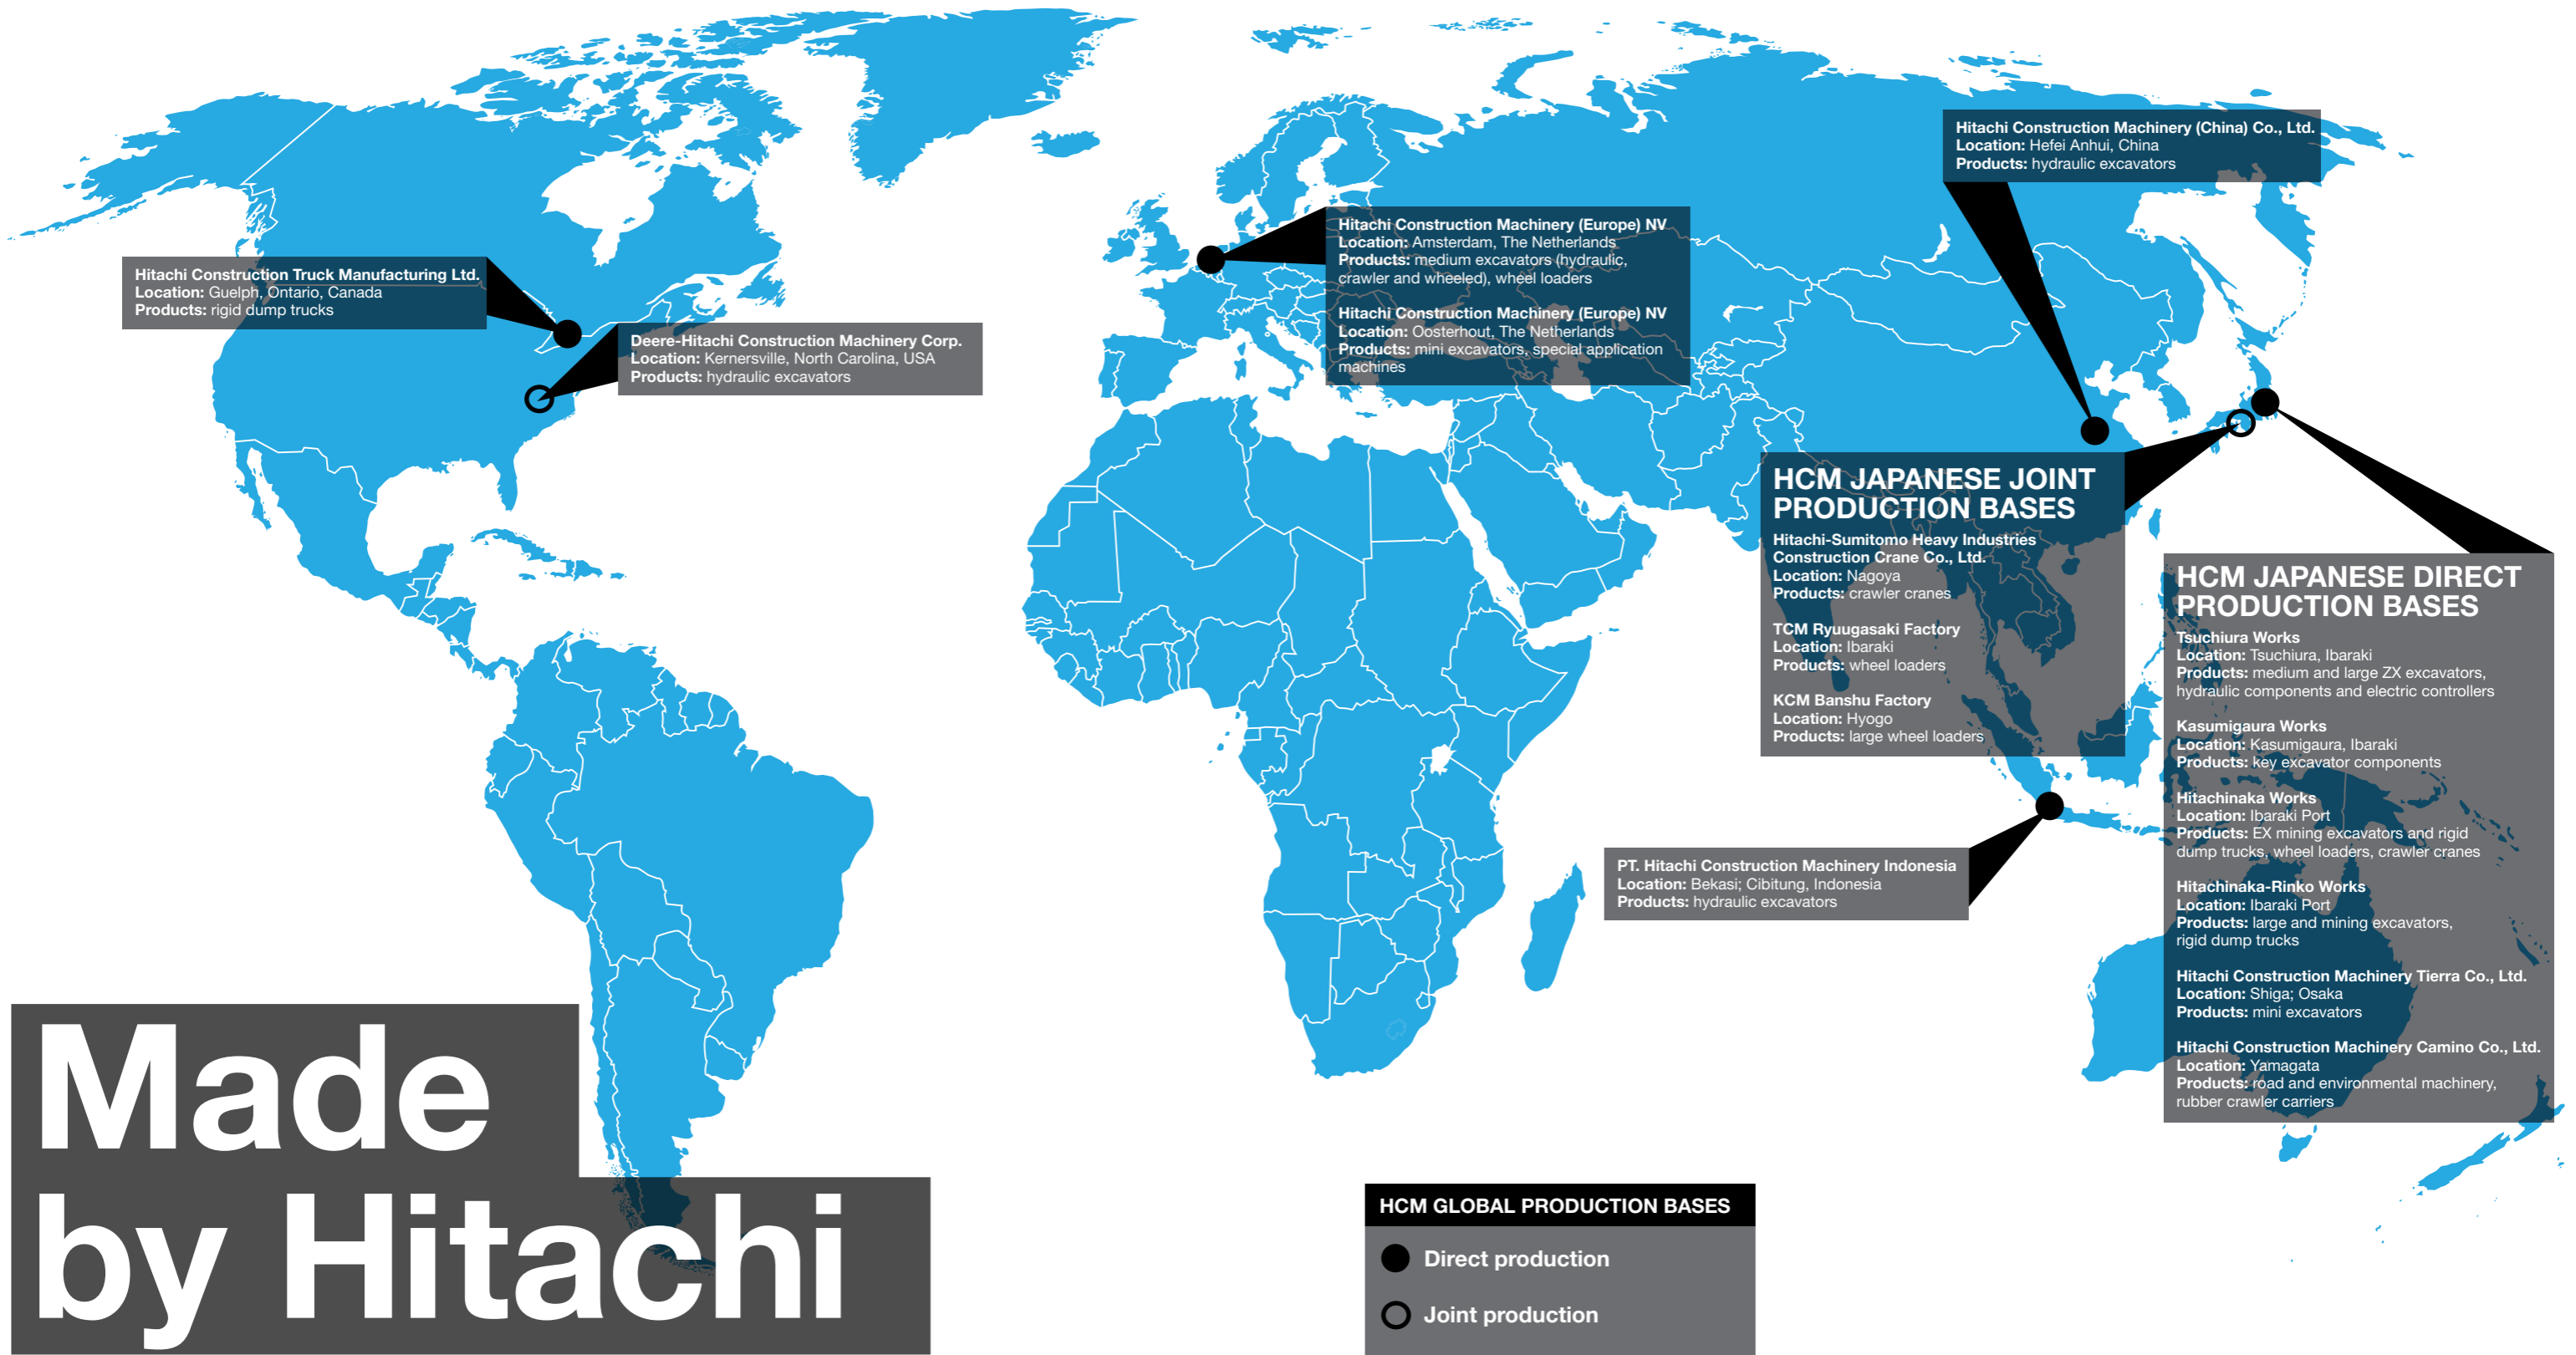 Hitachi Construction Machinery (China) Co., Ltd.
Location: Hefei Anhui, China
Products: hydraulic excavators
Hitachi Construction Machinery (Europe) NV
Location: Amsterdam, The Netherlands
Products: medium excavators (hydraulic,
crawler and wheeled), wheel loaders
Hitachi Construction Machinery (Europe) NV
Location: Oosterhout, The Netherlands
Products: mini excavators, special application
machines
Hitachi Construction Truck Manufacturing Ltd.
Location: Guelph, Ontario, Canada
Products: rigid dump trucks
Deere-Hitachi Construction Machinery Corp.
Location: Kernersville, North Carolina, USA
Products: hydraulic excavators
HCM JAPANESE JOINT
PRODUCTION BASES
Hitachi-Sumitomo Heavy Industries
Construction Crane Co., Ltd.
Location: Nagoya
Products: crawler cranes
TCM Ryuugasaki Factory
Location: Ibaraki
Products: wheel loaders
KCM Banshu Factory
Location: Hyogo
Products: large wheel loaders
HCM JAPANESE DIRECT
PRODUCTION BASES
Tsuchiura Works
Location: Tsuchiura, Ibaraki
Products: medium and large ZX excavators,
hydraulic components and electric controllers
Kasumigaura Works
Location: Kasumigaura, Ibaraki
Products: key excavator components
Hitachinaka Works
Location: Ibaraki Port
Products: EX mining excavators and rigid
dump trucks, wheel loaders, crawler cranes
Hitachinaka-Rinko Works
Location: Ibaraki Port
Products: large and mining excavators,
rigid dump trucks
Hitachi Construction Machinery Tierra Co., Ltd.
Location: Shiga; Osaka
Products: mini excavators
Hitachi Construction Machinery Camino Co., Ltd.
Location: Yamagata
Products: road and environmental machinery,
rubber crawler carriers
PT. Hitachi Construction Machinery Indonesia
Location: Bekasi; Cibitung, Indonesia
Products: hydraulic excavators
Made
by Hitachi
HCM GLOBAL PRODUCTION BASES
Direct production
Joint production